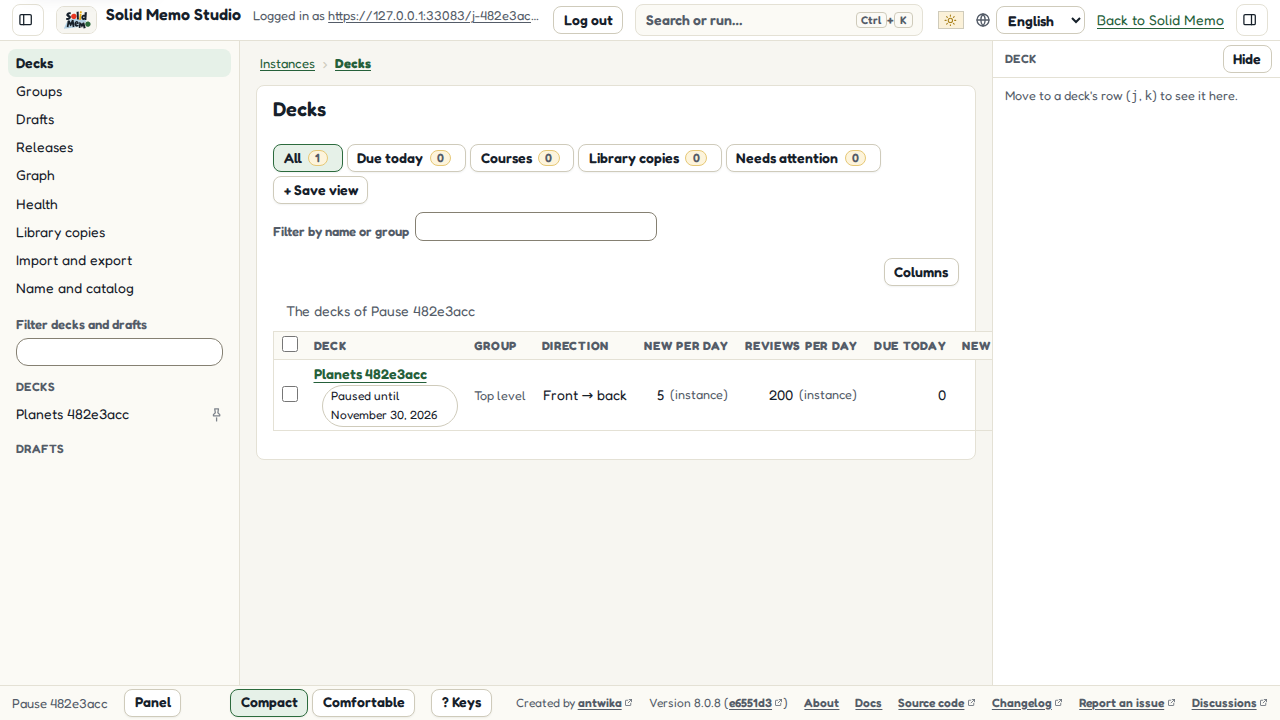 Solid Memo
Solid Memo Studio
Logged in as https://127.0.0.1:33083/j-482e3ac...
Log out
Search or run...
Ctrl+K
English
Back to Solid Memo
Decks
Groups
Drafts
Releases
Graph
Health
Library copies
Import and export
Name and catalog
Filter decks and drafts
DECKS
Planets 482e3acc
DRAFTS
Instances › Decks
Decks
All 1
Due today 0
Courses 0
Library copies 0
Needs attention 0
+ Save view
Filter by name or group
Columns
The decks of Pause 482e3acc
DECK GROUP DIRECTION NEW PER DAY REVIEWS PER DAY DUE TODAY NEW
Planets 482e3acc
Paused until
November 30, 2026
Top level
Front → back
5 (instance)
200 (instance)
0
DECK
Hide
Move to a deck's row (j, k) to see it here.
Pause 482e3acc
Panel
Compact
Comfortable
? Keys
Created by antwika
Version 8.0.8 (e6551d3)
About
Docs
Source code
Changelog
Report an issue
Discussions